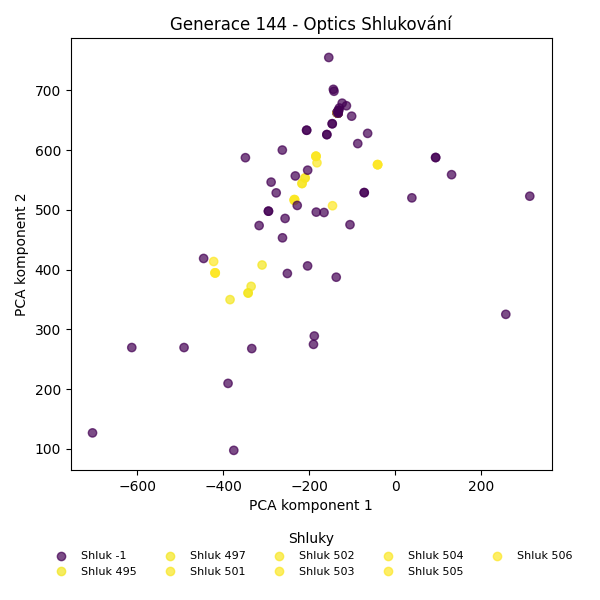 Generace 144 - Optics Shlukování
PCA komponent 2
700
600
500
400
300
200
100
−600 −400 −200 0 200
PCA komponent 1
Shluky
Shluk -1 Shluk 497 Shluk 502 Shluk 504 Shluk 506
Shluk 495 Shluk 501 Shluk 503 Shluk 505